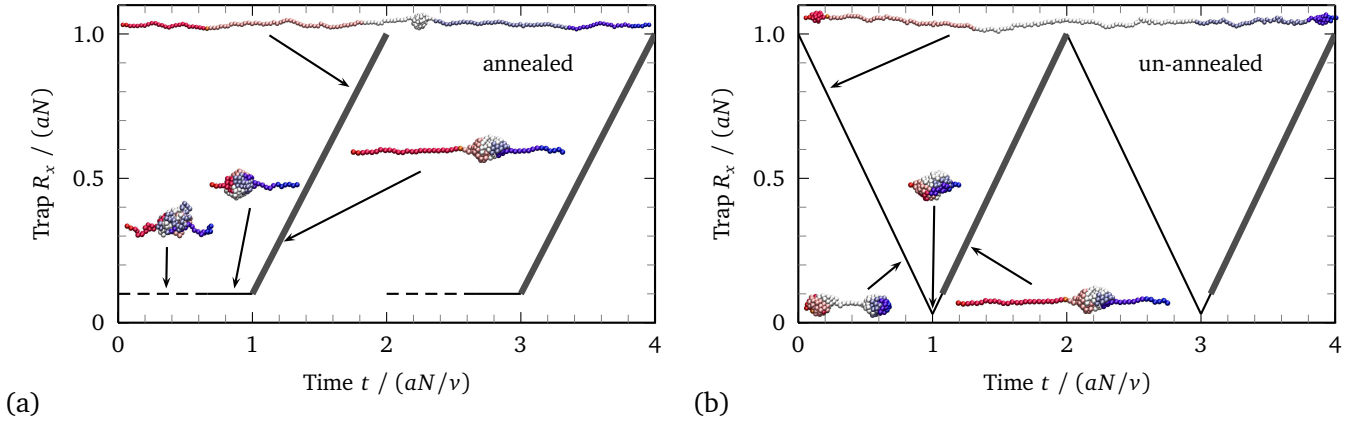 1.0
0.5
0
Trap R_x / (aN)
annealed
0 1 2 3 4
Time t / (aN/v)
(a)
1.0
0.5
0
Trap R_x / (aN)
un-annealed
0 1 2 3 4
Time t / (aN/v)
(b)